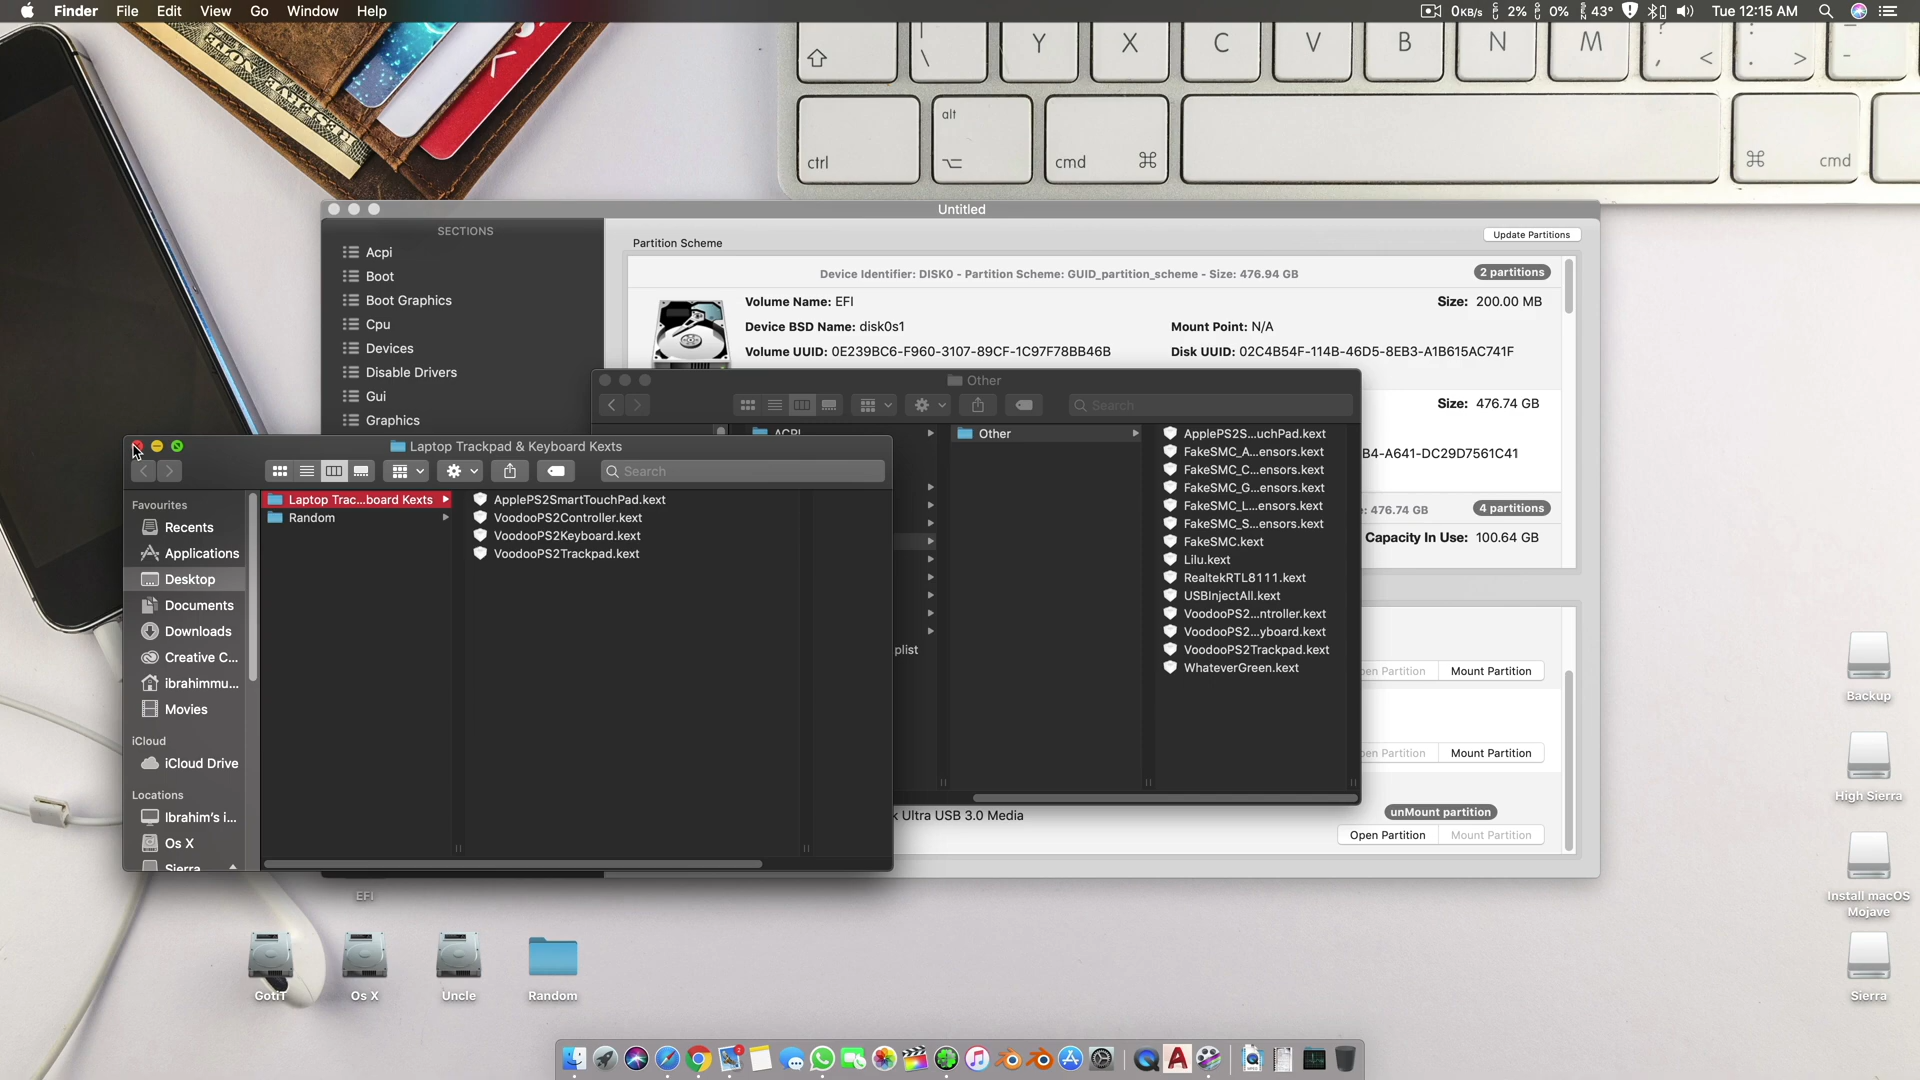 Finder File Edit View Go Window Help
0KB/s 2% 0% 43° Tue 12:15 AM
Y X C V B N M
ctrl
alt
cmd
cmd
Untitled
SECTIONS
Acpi
Boot
Boot Graphics
Cpu
Devices
Disable Drivers
Gui
Graphics
Partition Scheme
Update Partitions
Device Identifier: DISK0 - Partition Scheme: GUID_partition_scheme - Size: 476.94 GB
2 partitions
Volume Name: EFI
Size: 200.00 MB
Device BSD Name: disk0s1
Mount Point: N/A
Volume UUID: 0E239BC6-F960-3107-89CF-1C97F78BB46B
Disk UUID: 02C4B54F-114B-46D5-8EB3-A1B615AC741F
Size: 476.74 GB
B4-A641-DC29D7561C41
: 476.74 GB
4 partitions
Capacity In Use: 100.64 GB
Other
Search
ACPI
Other
ApplePS2S...uchPad.kext
FakeSMC_A...ensors.kext
FakeSMC_C...ensors.kext
FakeSMC_G...ensors.kext
FakeSMC_L...ensors.kext
FakeSMC_S...ensors.kext
FakeSMC.kext
Lilu.kext
RealtekRTL8111.kext
USBInjectAll.kext
VoodooPS2...ntroller.kext
VoodooPS2...yboard.kext
VoodooPS2Trackpad.kext
WhateverGreen.kext
plist
pen Partition Mount Partition
pen Partition Mount Partition
unMount partition
Open Partition Mount Partition
k Ultra USB 3.0 Media
Laptop Trackpad & Keyboard Kexts
Search
Favourites
Recents
Applications
Desktop
Documents
Downloads
Creative C...
ibrahimmu...
Movies
iCloud
iCloud Drive
Locations
Ibrahim's i...
Os X
Sierra
Laptop Trac...board Kexts
Random
ApplePS2SmartTouchPad.kext
VoodooPS2Controller.kext
VoodooPS2Keyboard.kext
VoodooPS2Trackpad.kext
EFI
GotiT
Os X
Uncle
Random
Backup
High Sierra
Install macOS
Mojave
Sierra